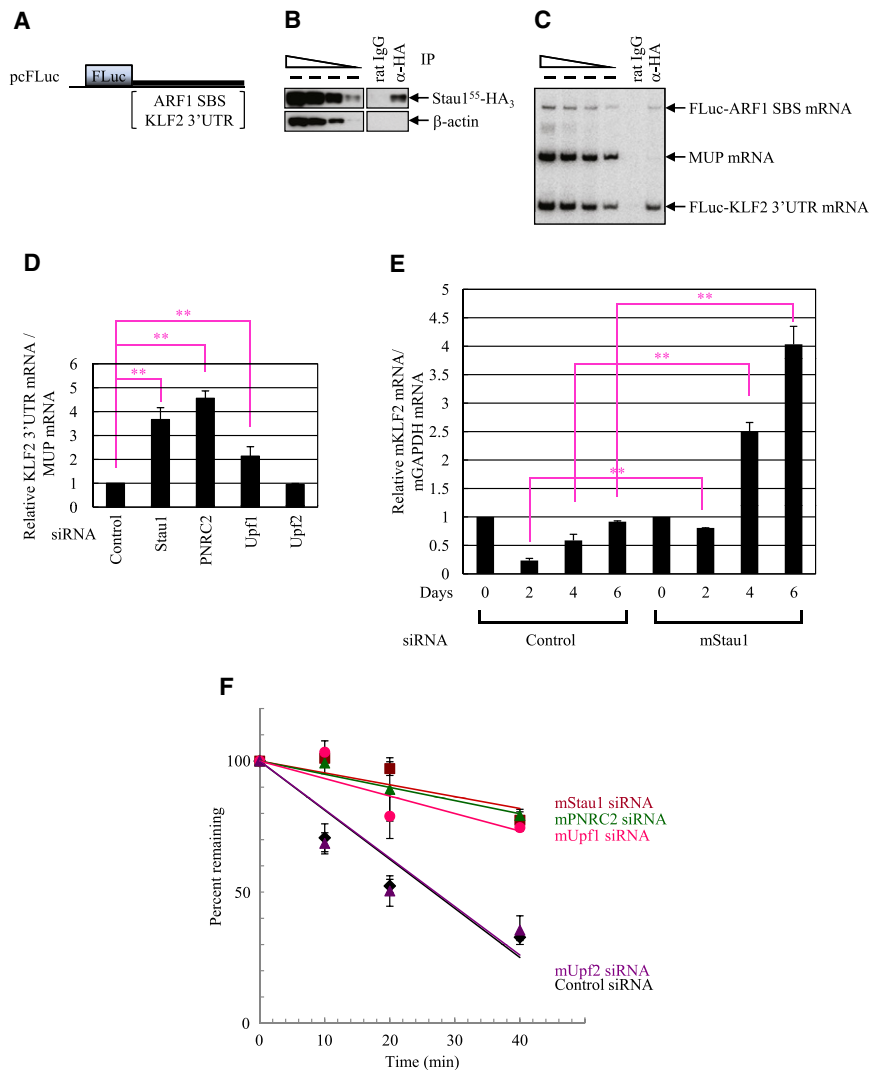 A
pcFLuc
FLuc
ARF1 SBS
KLF2 3’UTR
B
rat IgG
α-HA
IP
Stau1⁵⁵-HA₃
β-actin
C
rat IgG
α-HA
FLuc-ARF1 SBS mRNA
MUP mRNA
FLuc-KLF2 3’UTR mRNA
D
Relative KLF2 3’UTR mRNA /
MUP mRNA
**
**
**
6
5
4
3
2
1
0
siRNA
Control
Stau1
PNRC2
Upf1
Upf2
E
Relative mKLF2 mRNA/
mGAPDH mRNA
5
4.5
4
3.5
3
2.5
2
1.5
1
0.5
0
**
**
**
Days 0 2 4 6 0 2 4 6
siRNA Control mStau1
F
Percent remaining
100
50
0
0 10 20 30 40
Time (min)
mStau1 siRNA
mPNRC2 siRNA
mUpf1 siRNA
mUpf2 siRNA
Control siRNA